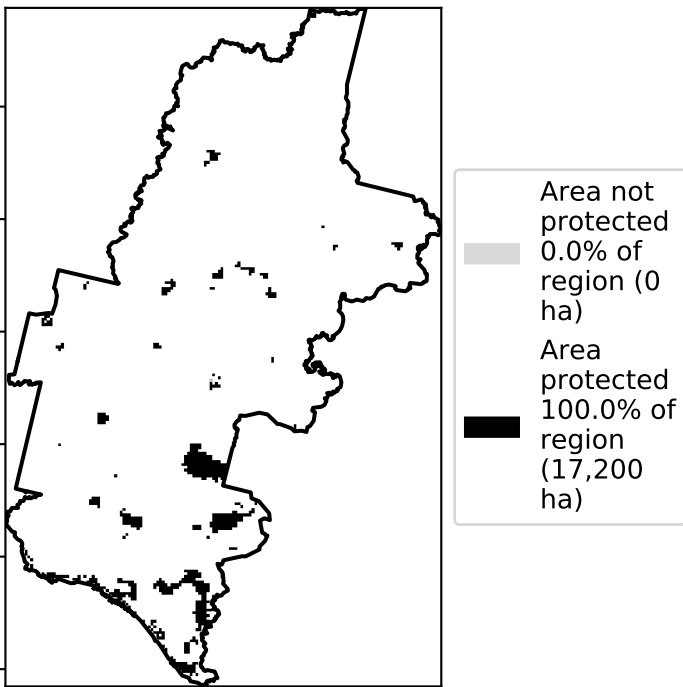 Area not
protected
0.0% of
region (0
ha)
Area
protected
100.0% of
region
(17,200
ha)